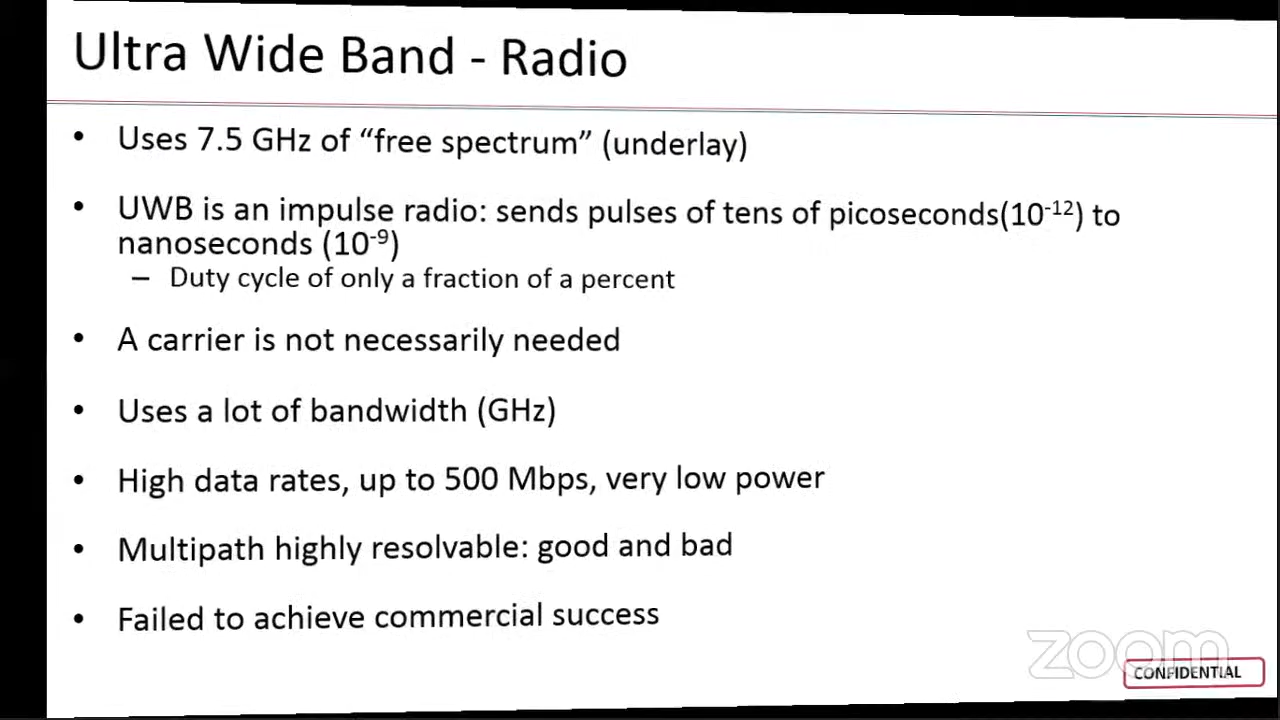 Ultra Wide Band - Radio
• Uses 7.5 GHz of “free spectrum” (underlay)
• UWB is an impulse radio: sends pulses of tens of picoseconds(10⁻¹²) to
nanoseconds (10⁻⁹)
– Duty cycle of only a fraction of a percent
• A carrier is not necessarily needed
• Uses a lot of bandwidth (GHz)
• High data rates, up to 500 Mbps, very low power
• Multipath highly resolvable: good and bad
• Failed to achieve commercial success
zoom
CONFIDENTIAL